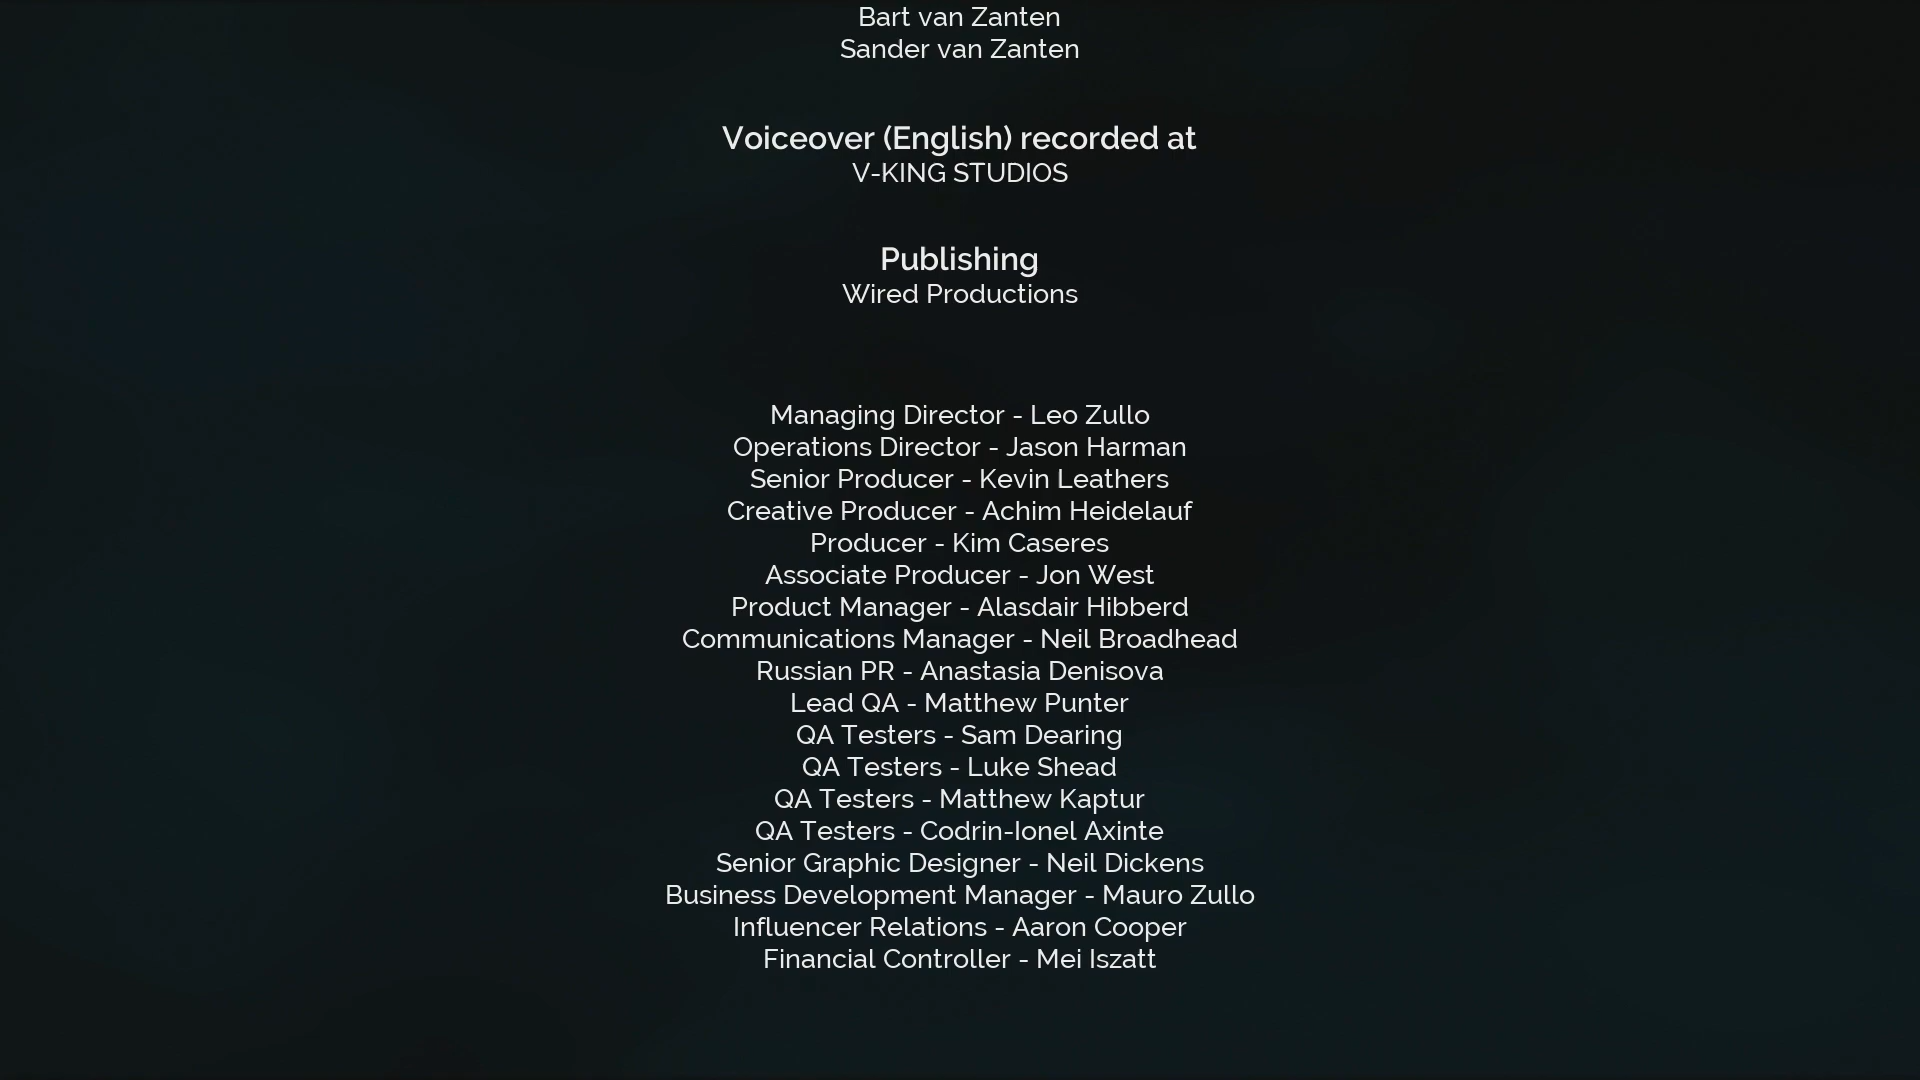 Bart van Zanten
Sander van Zanten
Voiceover (English) recorded at
V-KING STUDIOS
Publishing
Wired Productions
Managing Director - Leo Zullo
Operations Director - Jason Harman
Senior Producer - Kevin Leathers
Creative Producer - Achim Heidelauf
Producer - Kim Caseres
Associate Producer - Jon West
Product Manager - Alasdair Hibberd
Communications Manager - Neil Broadhead
Russian PR - Anastasia Denisova
Lead QA - Matthew Punter
QA Testers - Sam Dearing
QA Testers - Luke Shead
QA Testers - Matthew Kaptur
QA Testers - Codrin-Ionel Axinte
Senior Graphic Designer - Neil Dickens
Business Development Manager - Mauro Zullo
Influencer Relations - Aaron Cooper
Financial Controller - Mei Iszatt